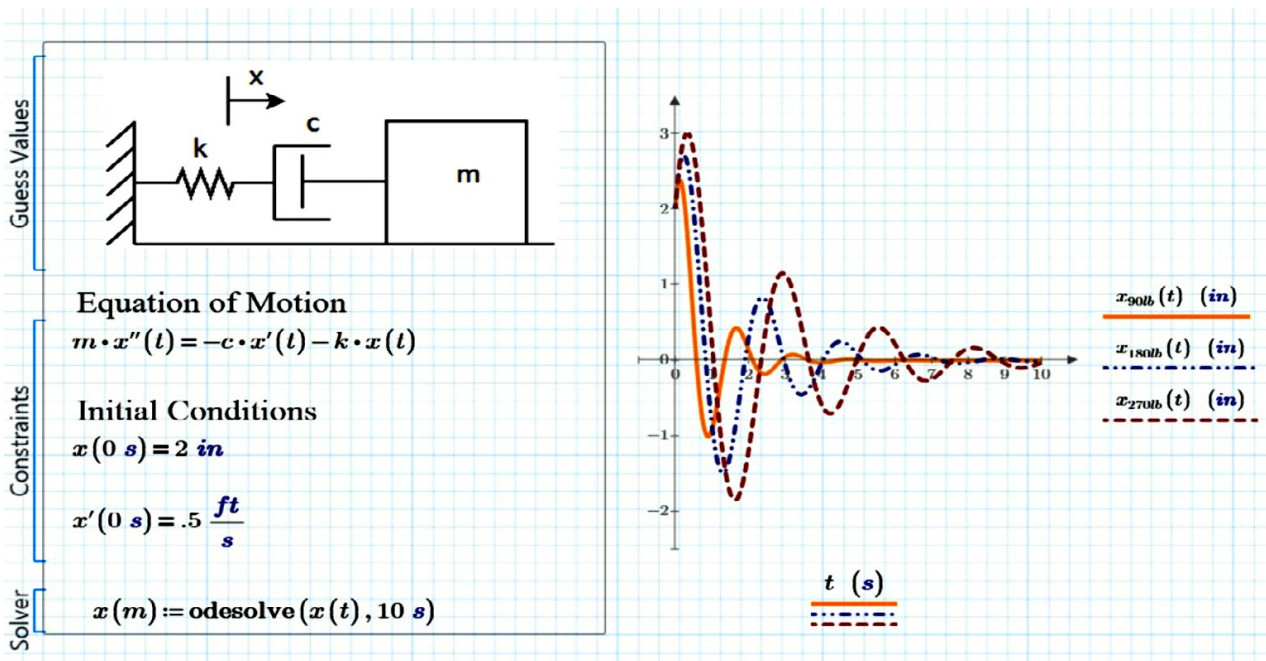 Guess Values
x
k
c
m
Equation of Motion
m·x″(t)=−c·x′(t)−k·x(t)
Constraints
Initial Conditions
x(0 s)=2 in
x′(0 s)=.5 ft/s
Solver
x(m):=odesolve(x(t),10 s)
3
2
1
0
−1
−2
0 1 2 3 4 5 6 7 8 9 10
x90lb(t) (in)
x180lb(t) (in)
x270lb(t) (in)
t (s)